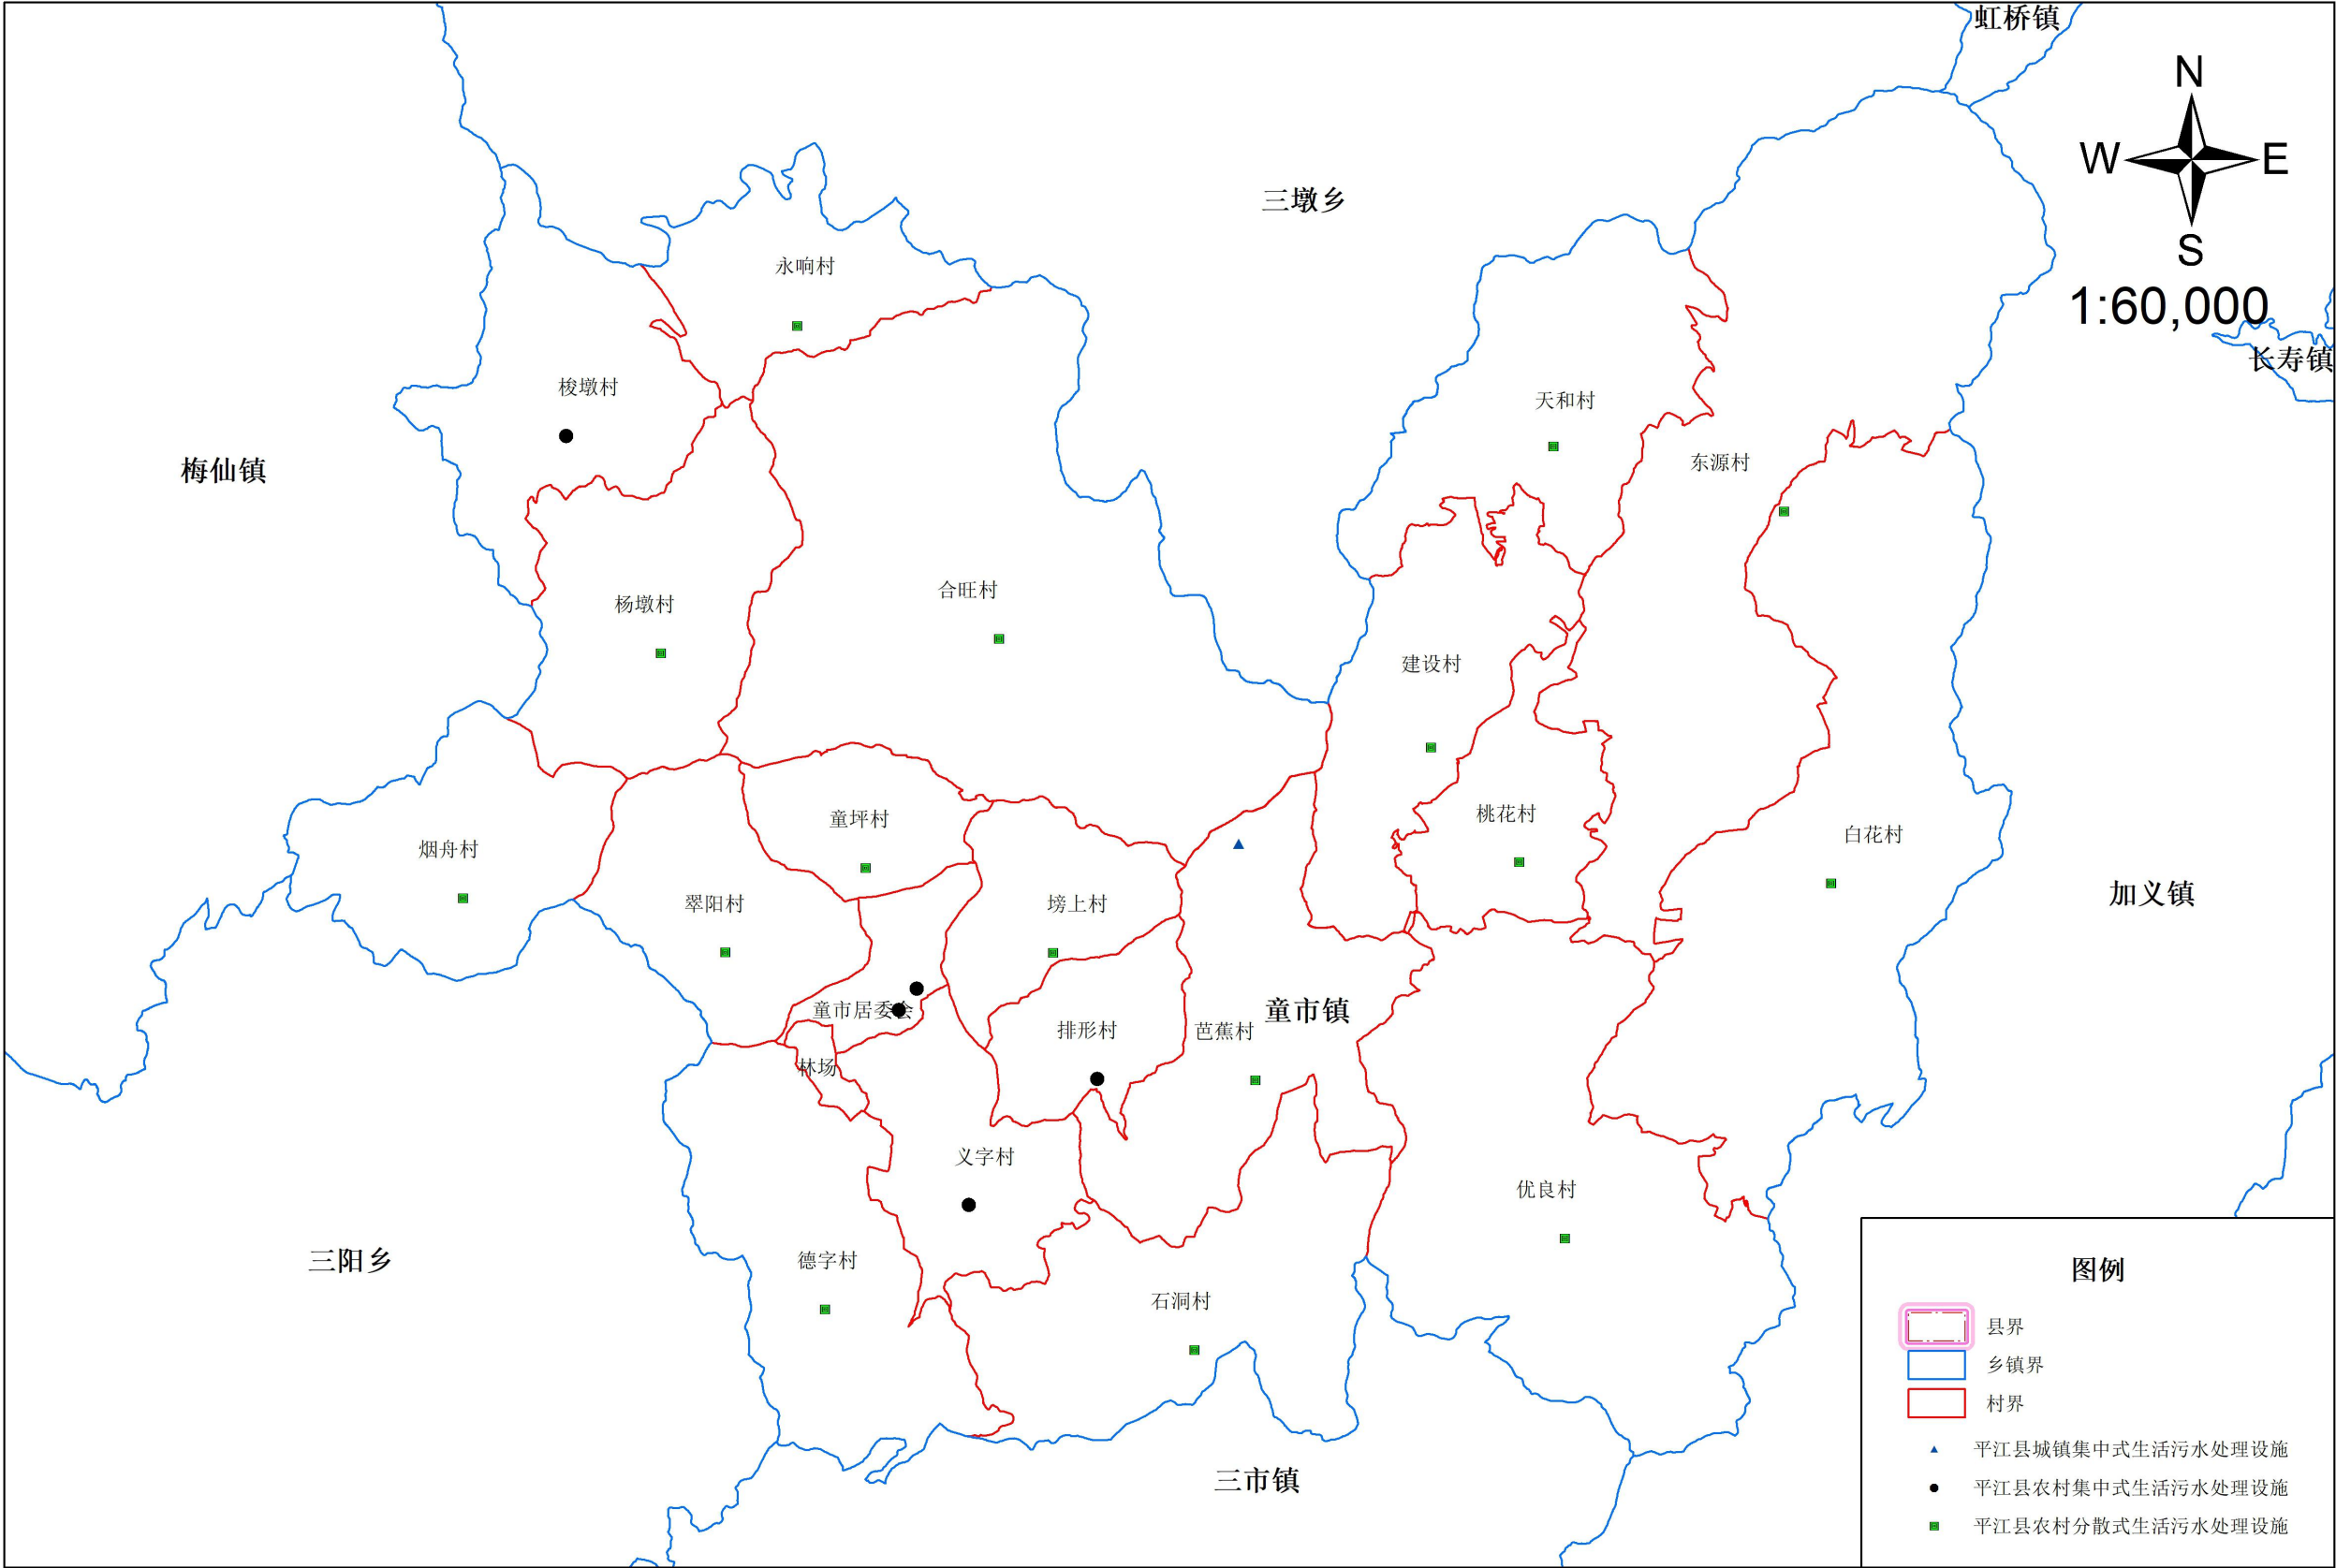 虹桥镇
N
W
E
S
1:60,000
三墩乡
长寿镇
永响村
梭墩村
天和村
东源村
梅仙镇
合旺村
杨墩村
建设村
桃花村
童坪村
白花村
烟舟村
翠阳村
塝上村
加义镇
童市居委会
童市镇
排形村
芭蕉村
林场
义字村
优良村
三阳乡
德字村
石洞村
三市镇
图例
县界
乡镇界
村界
平江县城镇集中式生活污水处理设施
平江县农村集中式生活污水处理设施
平江县农村分散式生活污水处理设施